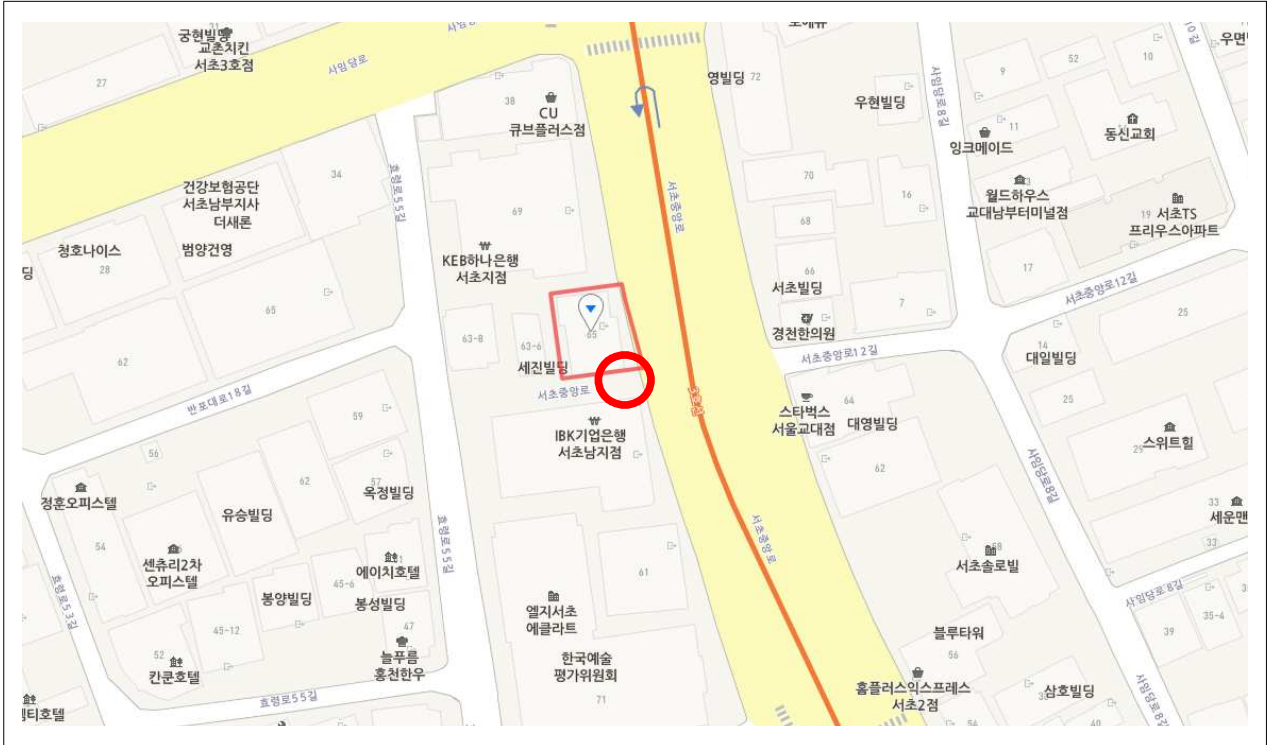 궁현빌딩
교촌치킨
서초3호점
27
사임당로
38
CU
큐브플러스점
영빌딩 72
우현빌딩
사임당로8길
9
52
10
우면
11
잉크메이드
동신교회
건강보험공단
서초남부지사
더새론
34
효령로55길
69
서초중앙로
70
16
월드하우스
교대남부터미널점
19 서초TS
프리우스아파트
청호나이스
28
범양건영
KEB하나은행
서초지점
68
66
서초빌딩
17
서초중앙로12길
딩
65
63-8
63-6
65
세진빌딩
7
경천한의원
25
62
서초중앙로12길
14
대일빌딩
반포대로18길
서초중앙로
59
스타벅스
서울교대점
64
대영빌딩
25
IBK기업은행
서초남지점
62
29
스위트힐
56
정훈오피스텔
62
57
옥정빌딩
유승빌딩
사임당로8길
33
세운맨
54
센츄리2차
오피스텔
효령로55길
서초중앙로
58
서초솔로빌
33
에이치호텔
45-6
61
봉양빌딩
봉성빌딩
엘지서초
에클라트
사임당로8길
35-4
효령로53길
45-12
47
39
블루타워
52
칸쿤호텔
늘푸름
홍천한우
한국예술
평가위원회
56
효령로55길
71
홈플러스익스프레스
서초2점
삼호빌딩
사임당로8길
54
40